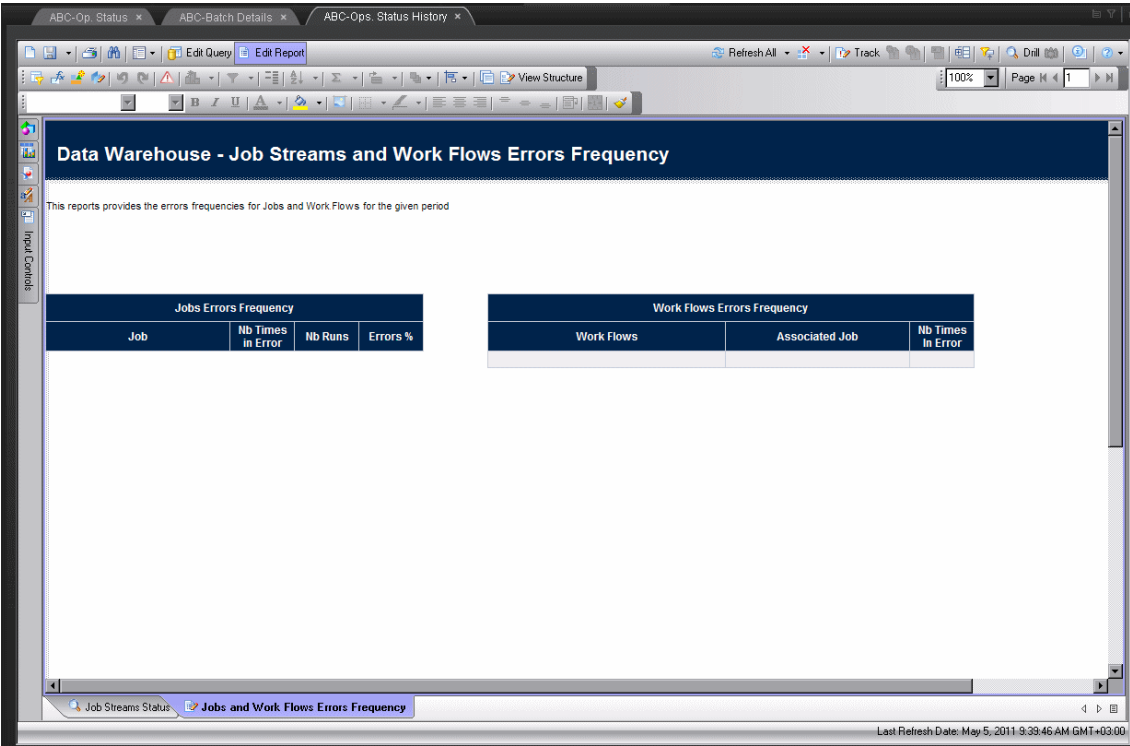 ABC-Op. Status × ABC-Batch Details × ABC-Ops. Status History ×
Edit Query Edit Report Refresh All Track Drill
View Structure 100% Page 1
B I U A
Data Warehouse - Job Streams and Work Flows Errors Frequency
This reports provides the errors frequencies for Jobs and Work Flows for the given period
Input Controls
Jobs Errors Frequency
Job Nb Times in Error Nb Runs Errors %
Work Flows Errors Frequency
Work Flows Associated Job Nb Times In Error
Job Streams Status Jobs and Work Flows Errors Frequency
Last Refresh Date: May 5, 2011 9:39:46 AM GMT+03:00